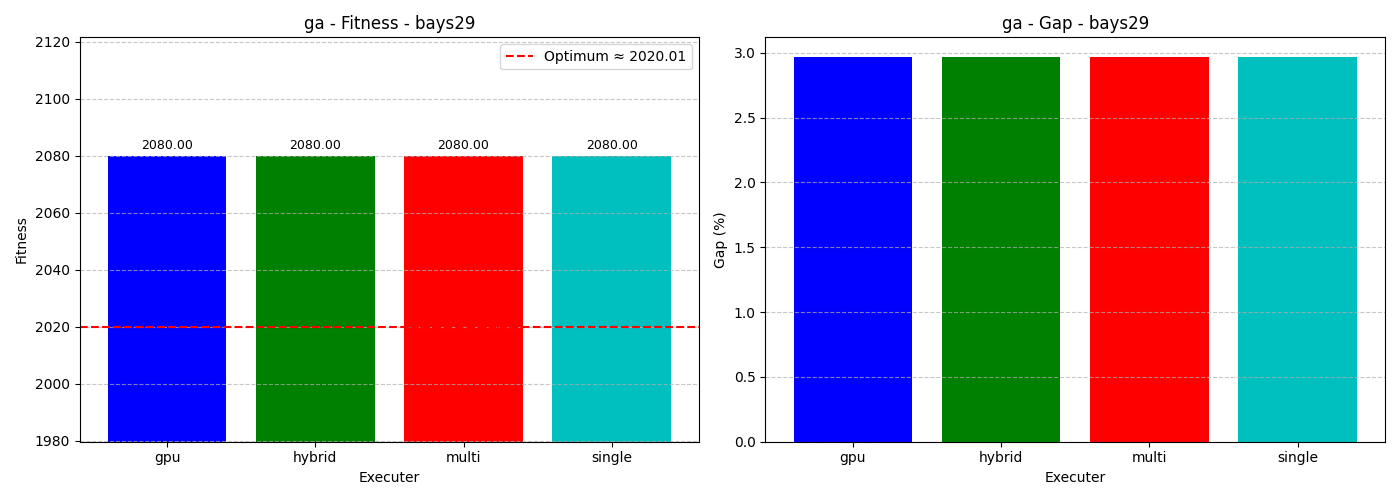 ga - Fitness - bays29
Fitness
2120
2100
2080
2060
2040
2020
2000
1980
Optimum ≈ 2020.01
2080.00 2080.00 2080.00 2080.00
gpu hybrid multi single
Executer
ga - Gap - bays29
Gap (%)
3.0
2.5
2.0
1.5
1.0
0.5
0.0
gpu hybrid multi single
Executer